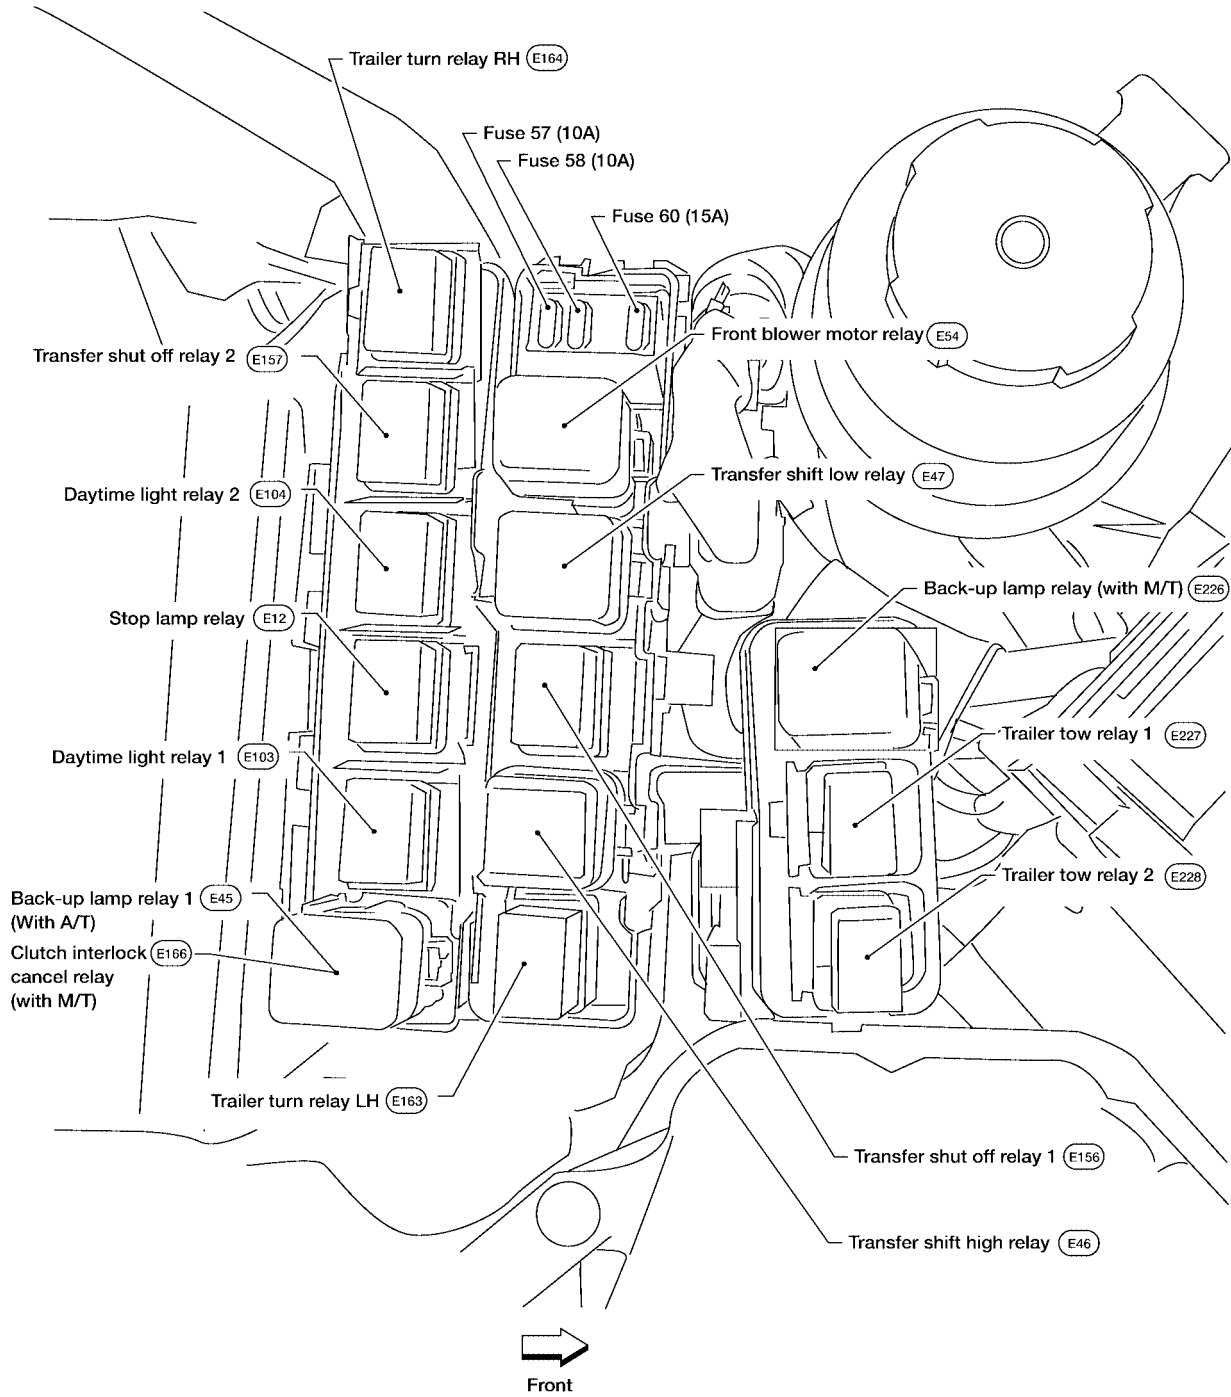 Trailer turn relay RH E164
Fuse 57 (10A)
Fuse 58 (10A)
Fuse 60 (15A)
Front blower motor relay E54
Transfer shut off relay 2 E157
Transfer shift low relay E47
Daytime light relay 2 E104
Back-up lamp relay (with M/T) E226
Stop lamp relay E12
Trailer tow relay 1 E227
Daytime light relay 1 E103
Trailer tow relay 2 E228
Back-up lamp relay 1 E45
(With A/T)
Clutch interlock E166
cancel relay
(with M/T)
Trailer turn relay LH E163
Transfer shut off relay 1 E156
Transfer shift high relay E46
Front